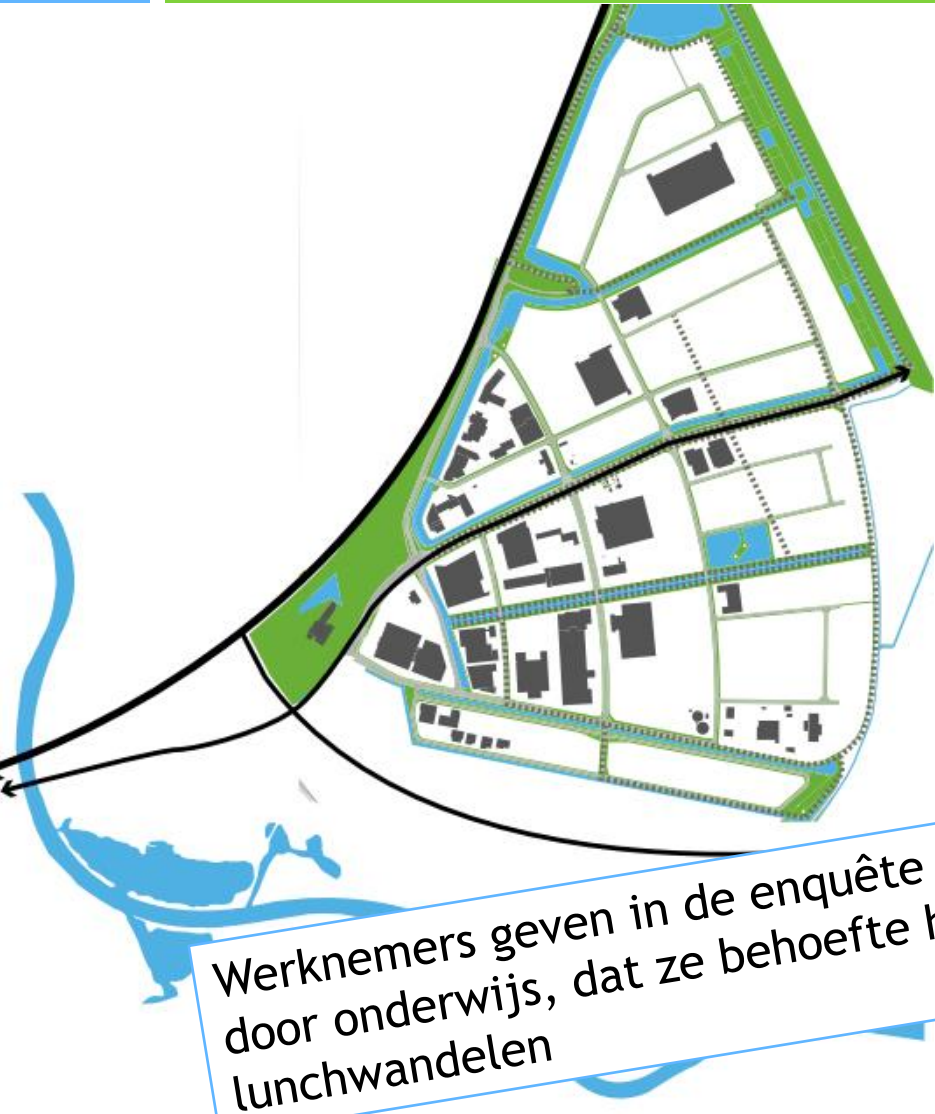 Werknemers geven in de enquête
door onderwijs, dat ze behoefte
lunchwandelen